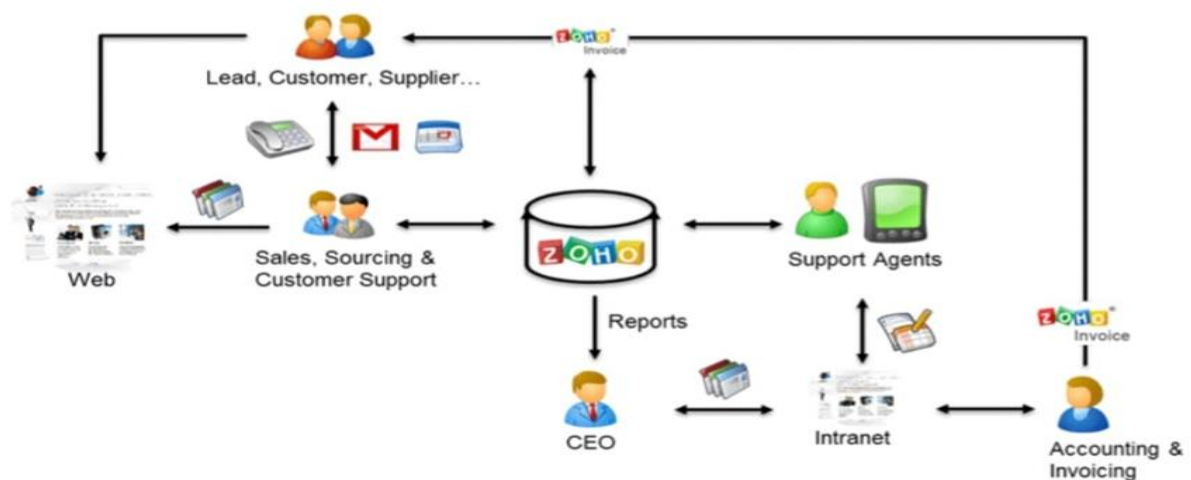 ZOHO
Invoice
Lead, Customer, Supplier...
Sales, Sourcing &
Customer Support
Web
ZOHO
Support Agents
Reports
ZOHO
Invoice
CEO
Intranet
Accounting &
Invoicing